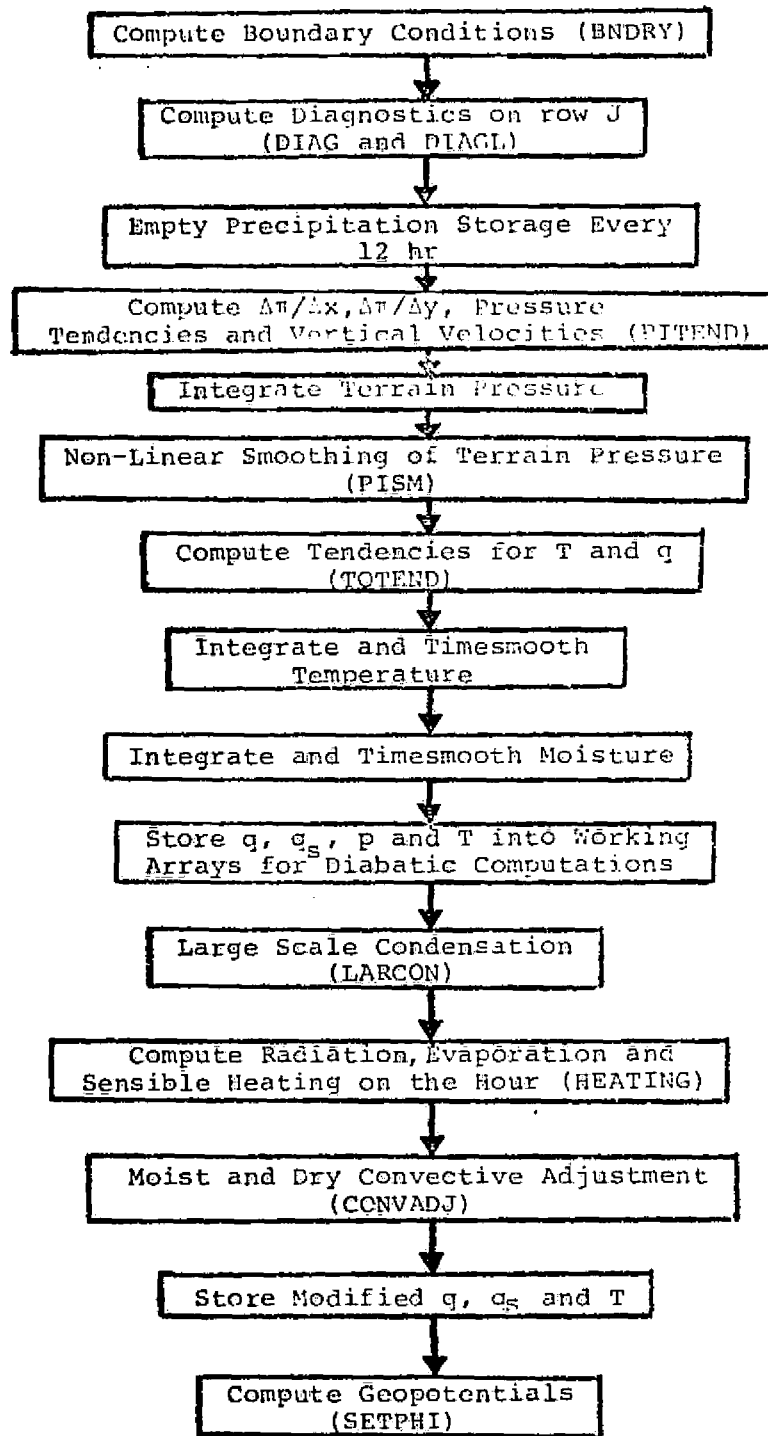 Compute Boundary Conditions (BNDRY)
Compute Diagnostics on row J
(DIAG and DIAGL)
Empty Precipitation Storage Every
12 hr
Compute Δπ/Δx,Δπ/Δy, Pressure
Tendencies and Vertical Velocities (PITEND)
Integrate Terrain Pressure
Non-Linear Smoothing of Terrain Pressure
(PISM)
Compute Tendencies for T and q
(TOTEND)
Integrate and Timesmooth
Temperature
Integrate and Timesmooth Moisture
Store q, qs, p and T into Working
Arrays for Diabatic Computations
Large Scale Condensation
(LARCON)
Compute Radiation, Evaporation and
Sensible Heating on the Hour (HEATING)
Moist and Dry Convective Adjustment
(CONVADJ)
Store Modified q, qs and T
Compute Geopotentials
(SETPHI)